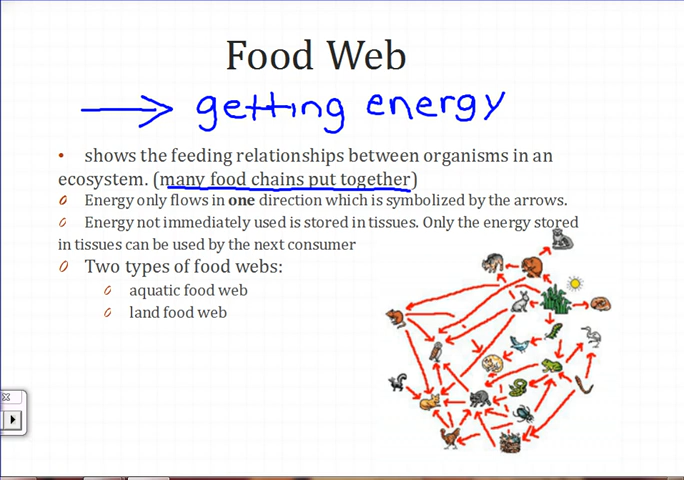 Food Web
getting energy
• shows the feeding relationships between organisms in an
ecosystem. (many food chains put together)
Energy only flows in one direction which is symbolized by the arrows.
Energy not immediately used is stored in tissues. Only the energy stored
in tissues can be used by the next consumer
Two types of food webs:
aquatic food web
land food web